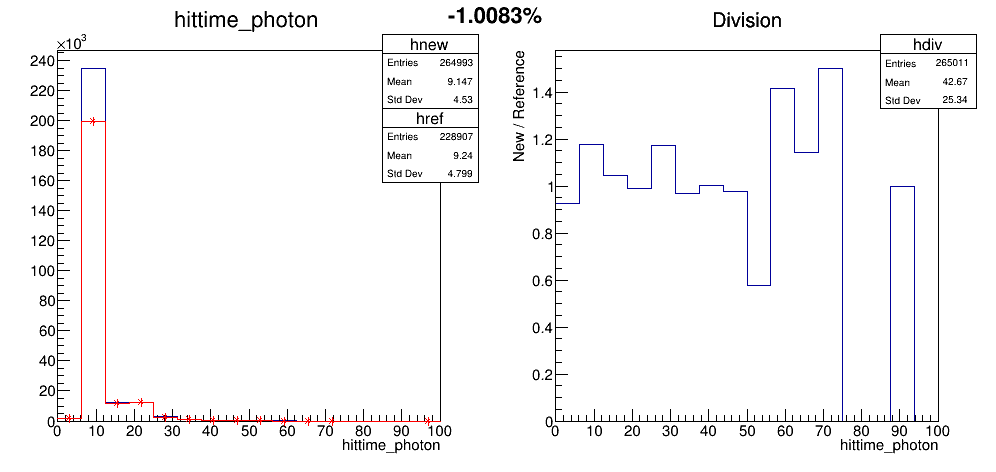 -1.0083%
hittime_photon
×10³
hnew
Entries 264993
Mean 9.147
Std Dev 4.53
href
Entries 228907
Mean 9.24
Std Dev 4.799
240
220
200
180
160
140
120
100
80
60
40
20
0
0 10 20 30 40 50 60 70 80 90 100
hittime_photon
Division
hdiv
Entries 265011
Mean 42.67
Std Dev 25.34
New / Reference
1.4
1.2
1
0.8
0.6
0.4
0.2
0
0 10 20 30 40 50 60 70 80 90 100
hittime_photon